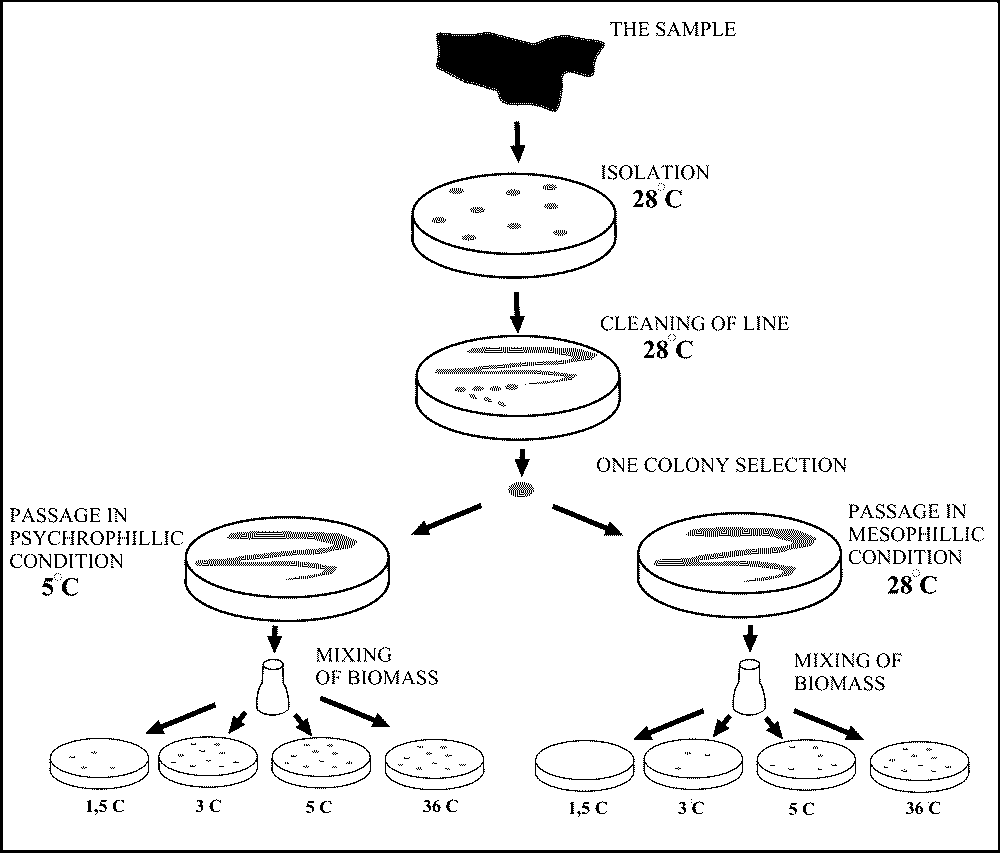 THE SAMPLE
ISOLATION
28°C
CLEANING OF LINE
28°C
ONE COLONY SELECTION
PASSAGE IN
PSYCHROPHILLIC
CONDITION
5°C
PASSAGE IN
MESOPHILLIC
CONDITION
28°C
MIXING
OF BIOMASS
MIXING OF
BIOMASS
1,5 C
3 C
5 C
36 C
1,5 C
3 C
5 C
36 C